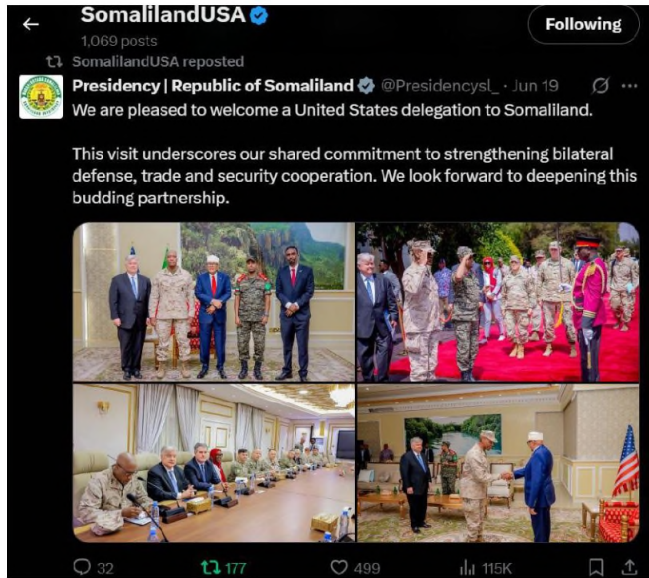 SomalilandUSA
Following
1,069 posts
SomalilandUSA reposted
Presidency | Republic of Somaliland @Presidencysl_ · Jun 19
We are pleased to welcome a United States delegation to Somaliland.
This visit underscores our shared commitment to strengthening bilateral
defense, trade and security cooperation. We look forward to deepening this
budding partnership.
32 177 499 115K